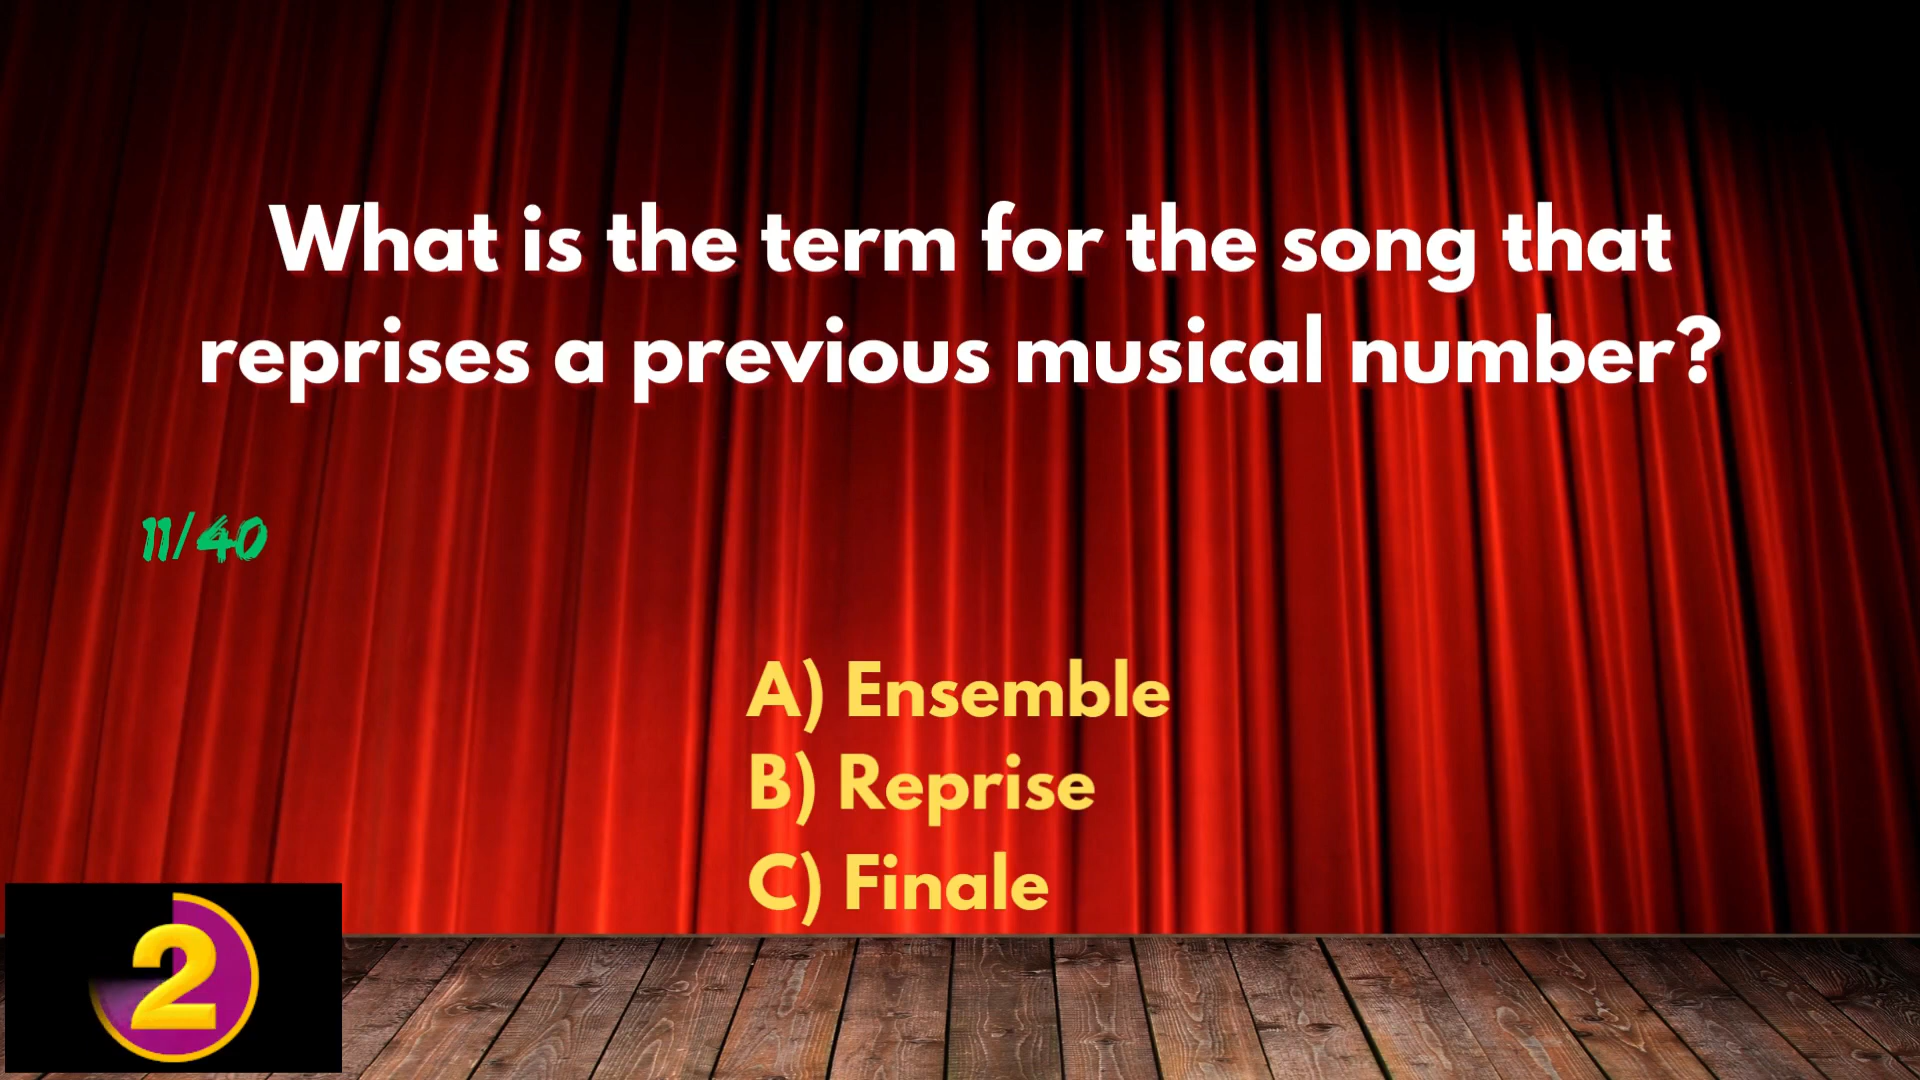 What is the term for the song that
reprises a previous musical number?
11/40
A) Ensemble
B) Reprise
C) Finale
2